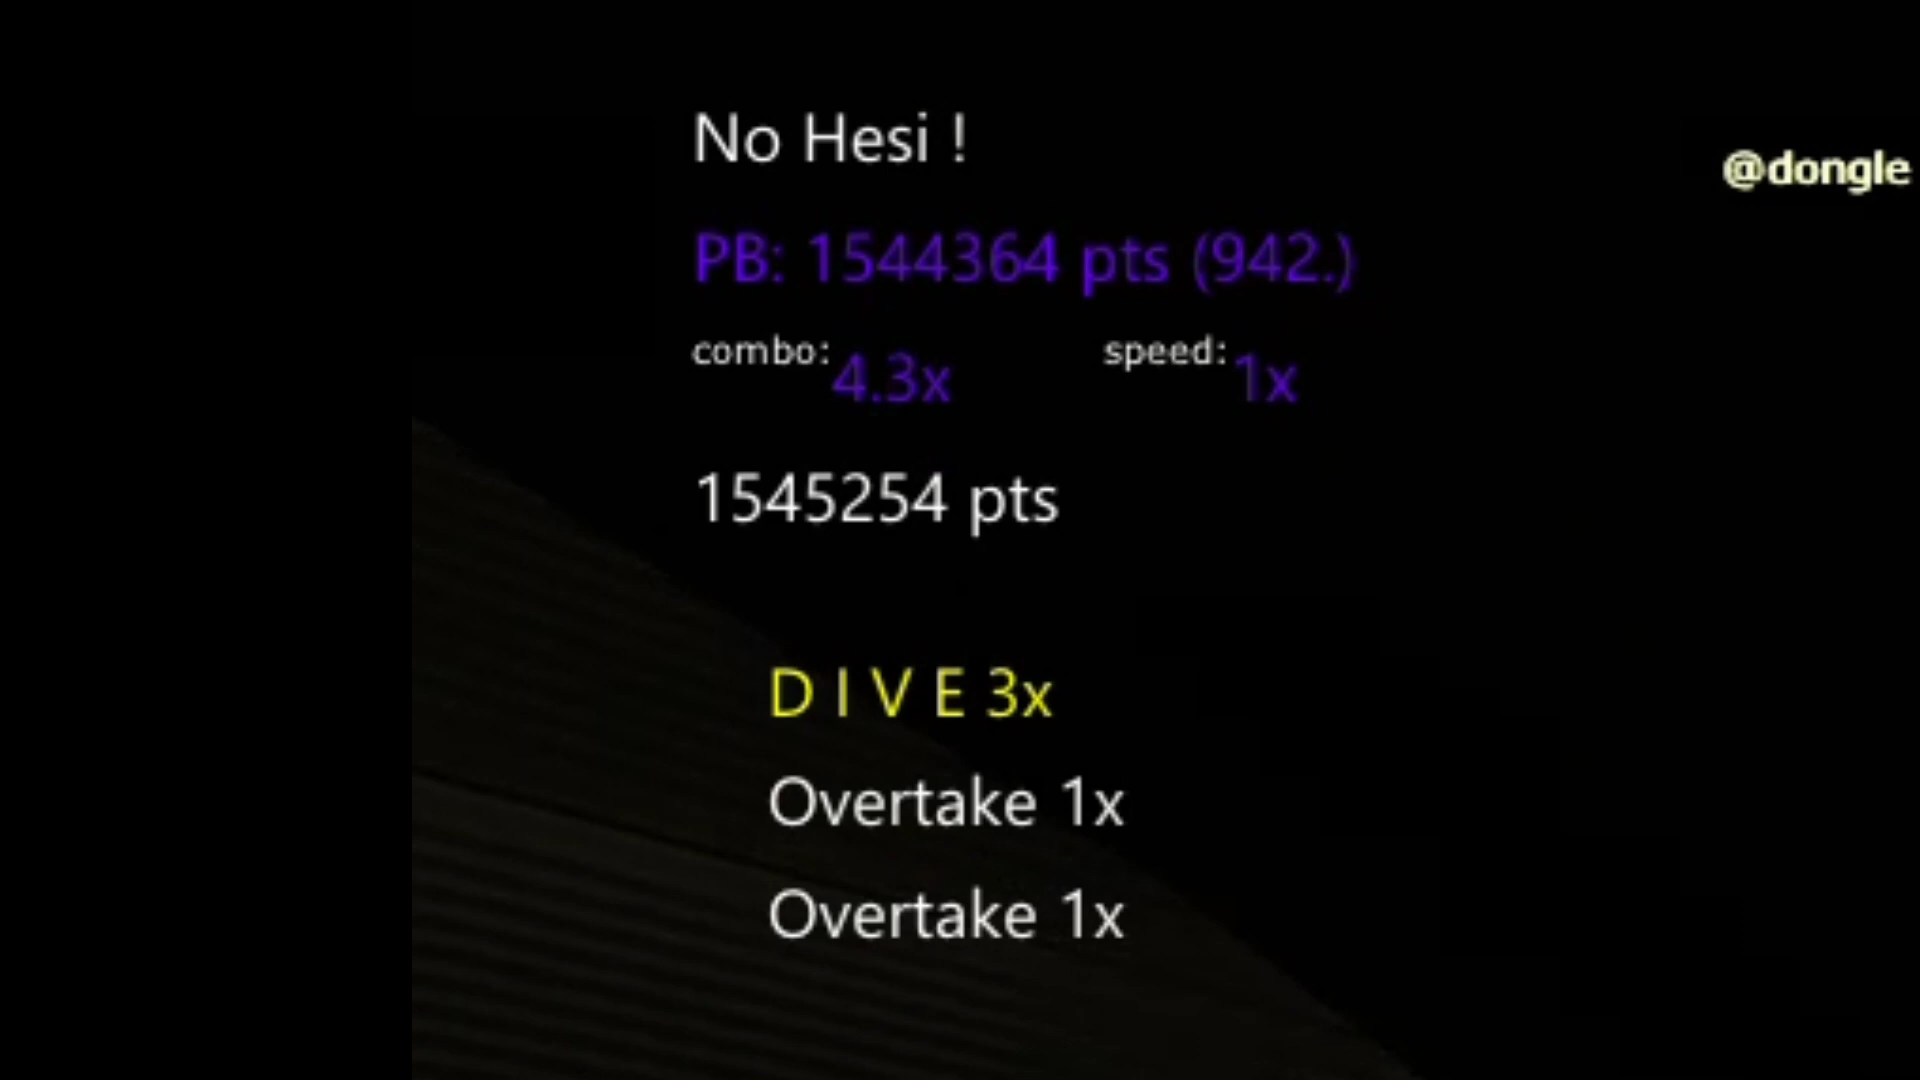 No Hesi !
@dongle
PB: 1544364 pts (942.)
combo: 4.3x speed: 1x
1545254 pts
D I V E 3x
Overtake 1x
Overtake 1x